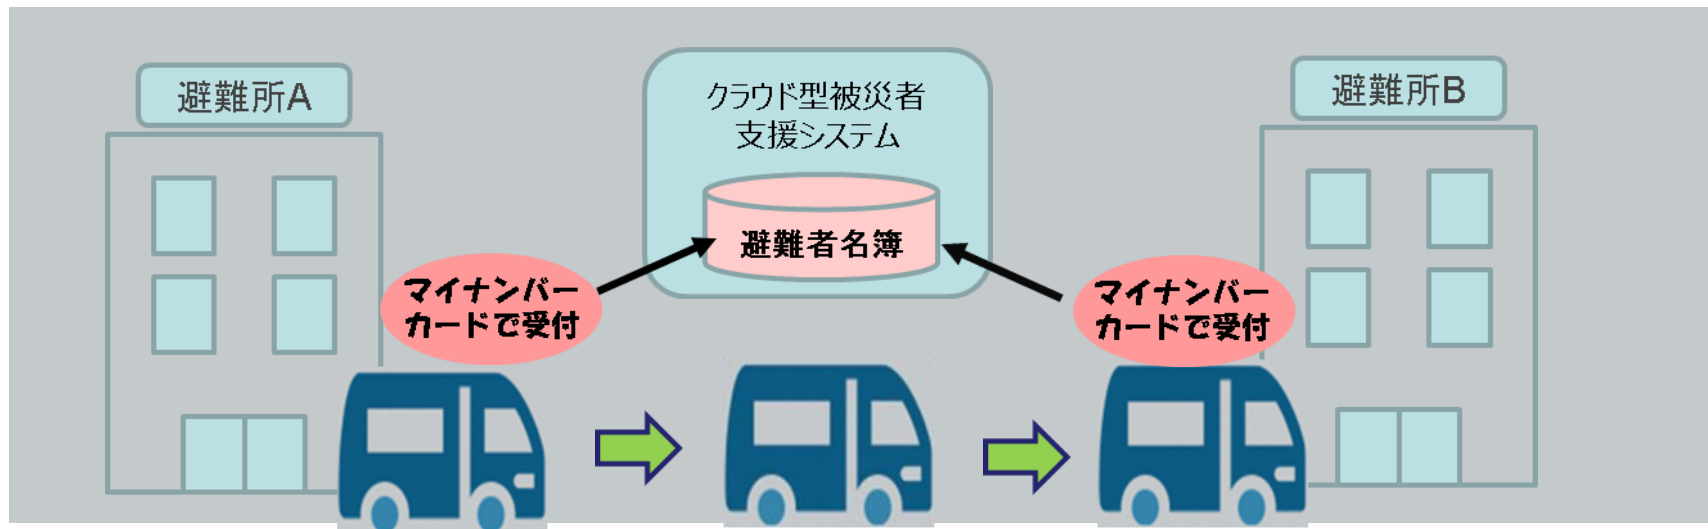 避難所A
クラウド型被災者
支援システム
避難所B
避難者名簿
マイナンバー
カードで受付
マイナンバー
カードで受付